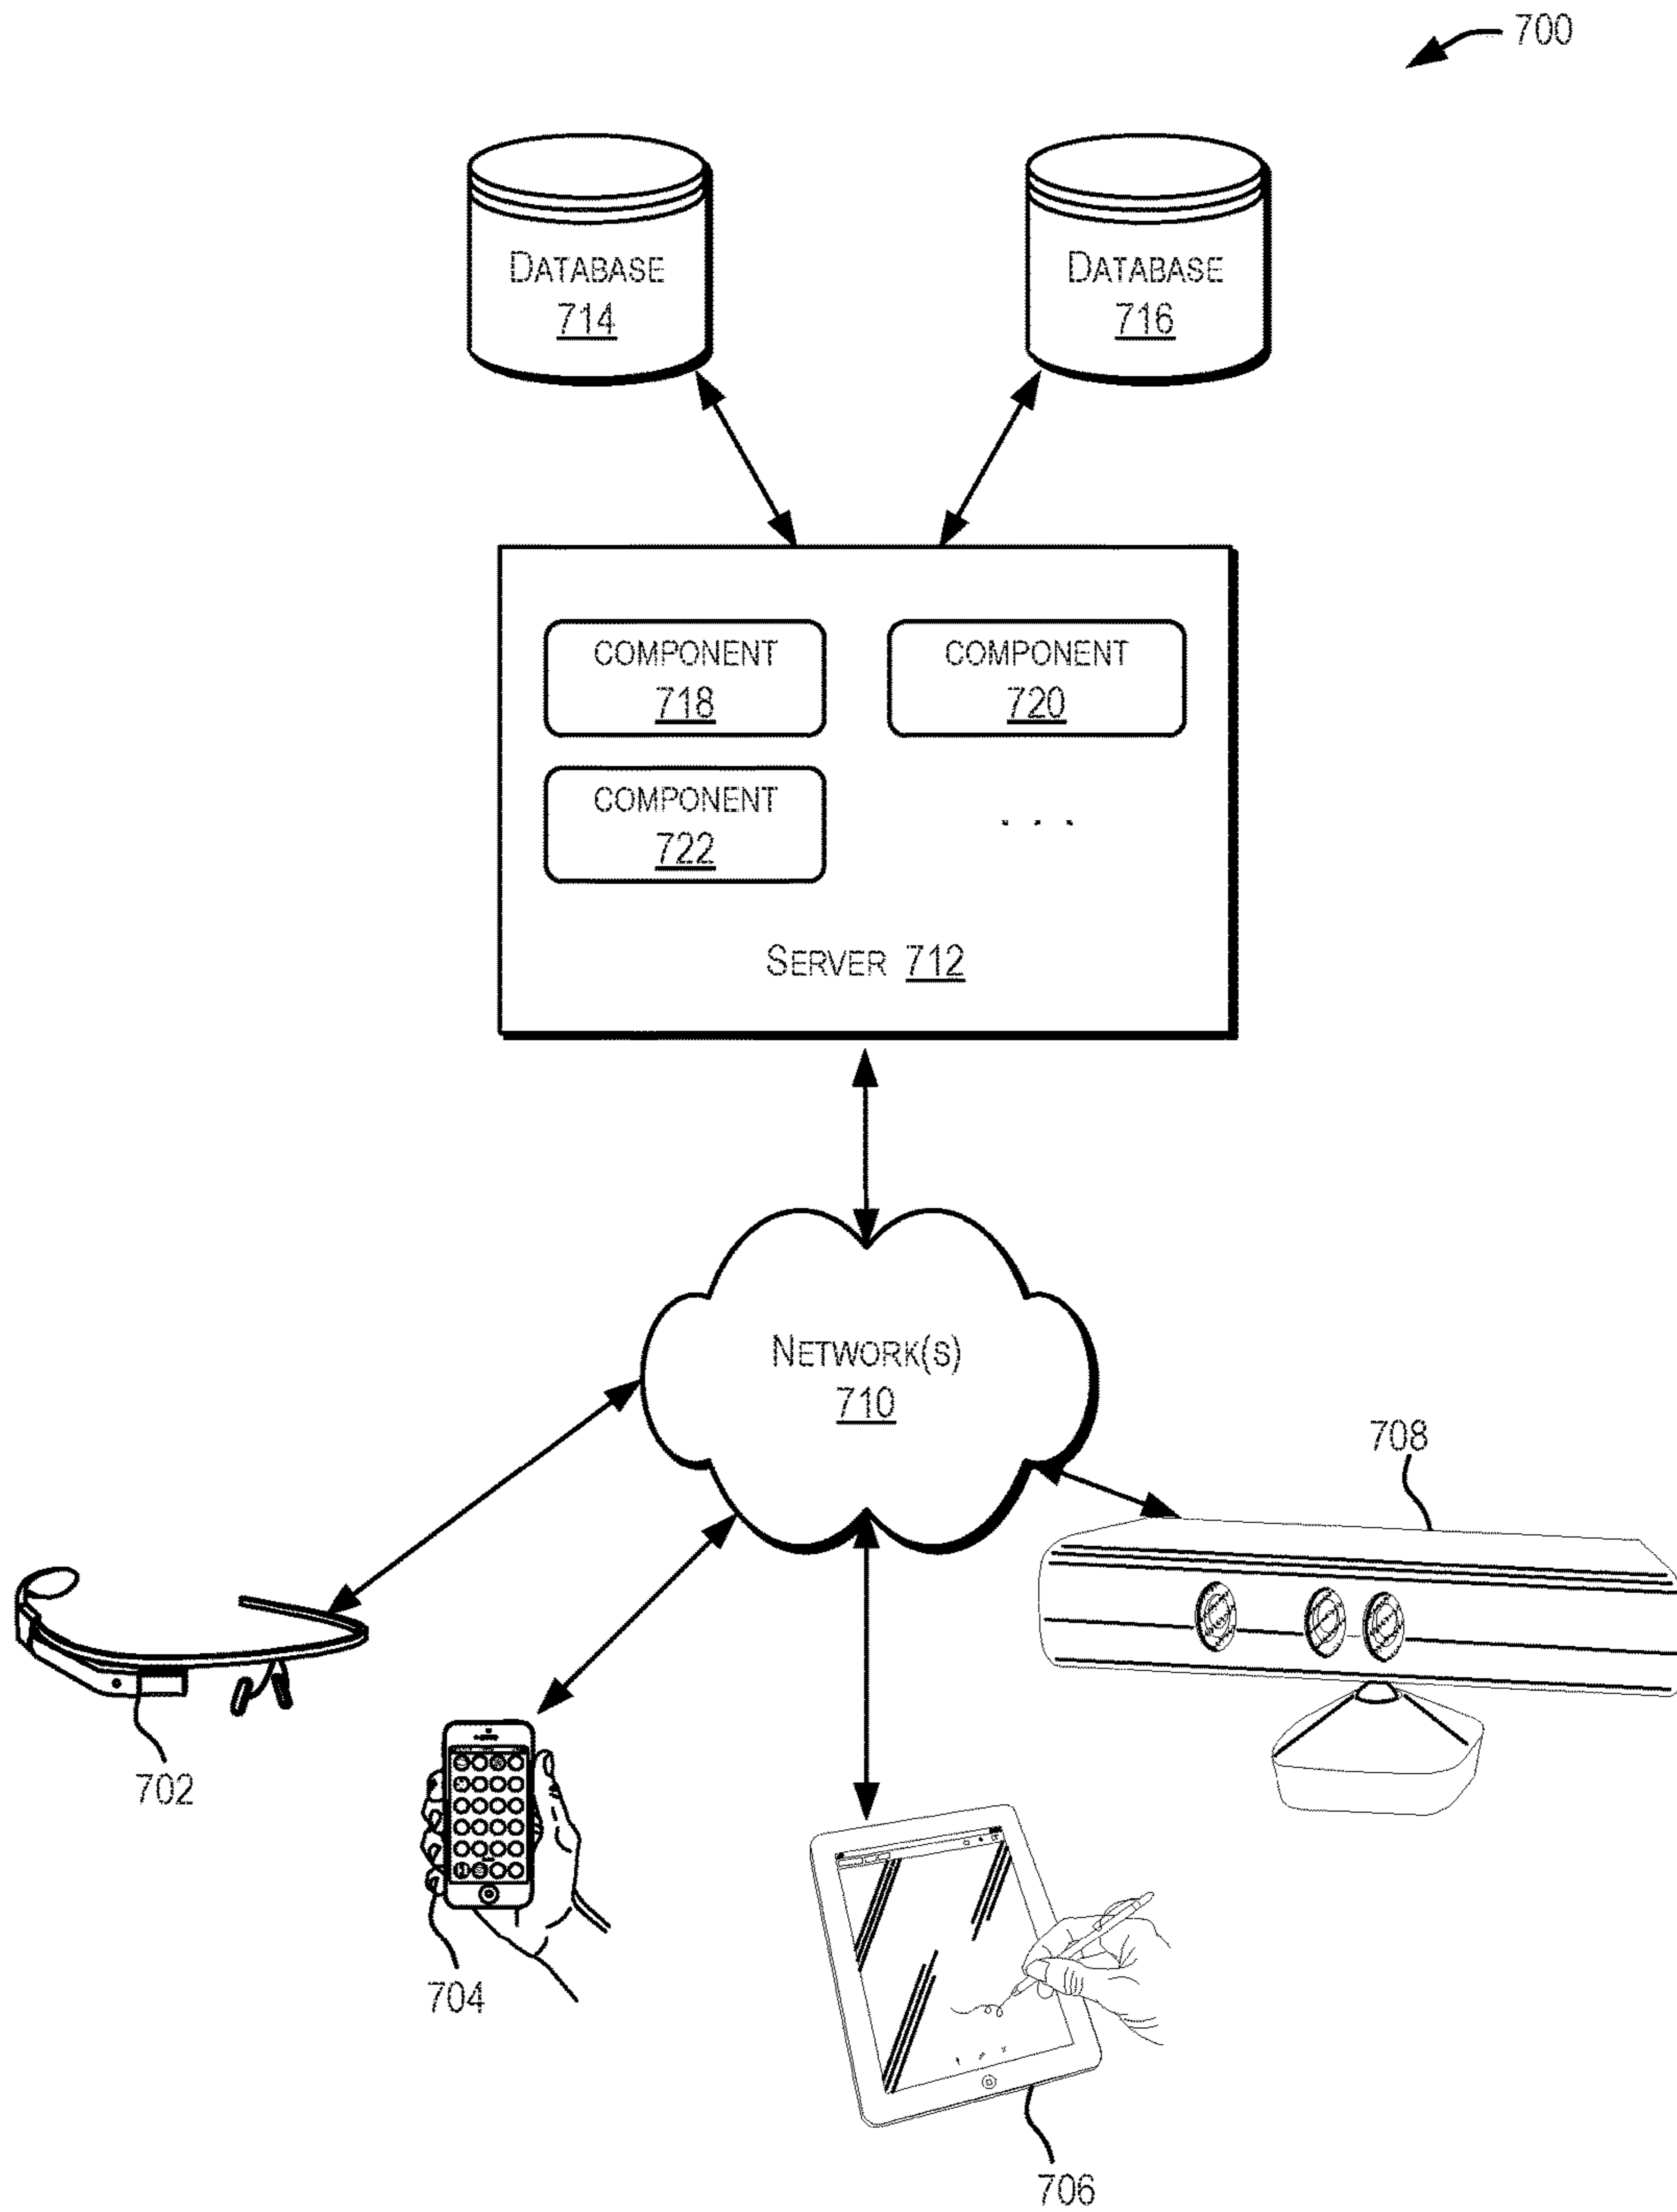 700
DATABASE
714
DATABASE
716
COMPONENT
718
COMPONENT
720
COMPONENT
722
. . .
SERVER 712
NETWORK(S)
710
708
702
704
706